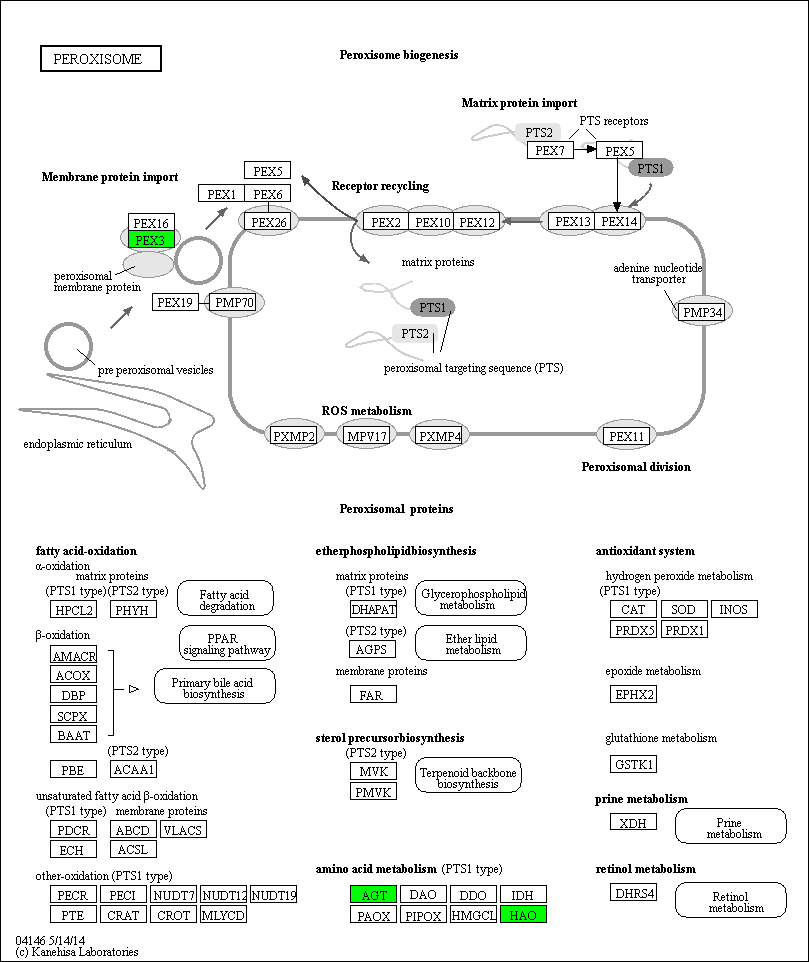 PEROXISOME
Peroxisome biogenesis
Matrix protein import
PTS2
PTS receptors
PEX7
PEX5
PTS1
Membrane protein import
PEX5
Receptor recycling
PEX1
PEX6
PEX16
PEX26
PEX2
PEX10
PEX12
PEX13
PEX14
PEX3
matrix proteins
adenine nucleotide
transporter
peroxisomal
membrane protein
PEX19
PMP70
PTS1
PMP34
PTS2
pre peroxisomal vesicles
peroxisomal targeting sequence (PTS)
ROS metabolism
endoplasmic reticulum
PXMP2
MPV17
PXMP4
PEX11
Peroxisomal division
Peroxisomal proteins
fatty acid-oxidation
α-oxidation
matrix proteins
(PTS1 type)
(PTS2 type)
HPCL2
PHYH
Fatty acid
degradation
β-oxidation
PPAR
signaling pathway
AMACR
ACOX
DBP
SCPX
BAAT
Primary bile acid
biosynthesis
(PTS2 type)
PBE
ACAA1
unsaturated fatty acid β-oxidation
(PTS1 type)
membrane proteins
PDCR
ABCD
VLACS
ECH
ACSL
other-oxidation (PTS1 type)
PECR
PECI
NUDT7
NUDT12
NUDT19
PTE
CRAT
CROT
MLYCD
etherphospholipidbiosynthesis
matrix proteins
(PTS1 type)
DHAPAT
Glycerophospholipid
metabolism
(PTS2 type)
AGPS
Ether lipid
metabolism
membrane proteins
FAR
sterol precursorbiosynthesis
(PTS2 type)
MVK
PMVK
Terpenoid backbone
biosynthesis
amino acid metabolism (PTS1 type)
AGT
DAO
DDO
IDH
PAOX
PIPOX
HMGCL
HAO
antioxidant system
hydrogen peroxide metabolism
(PTS1 type)
CAT
SOD
INOS
PRDX5
PRDX1
epoxide metabolism
EPHX2
glutathione metabolism
GSTK1
prine metabolism
XDH
Prine
metabolism
retinol metabolism
DHRS4
Retinol
metabolism
04146 5/14/14
(c) Kanehisa Laboratories